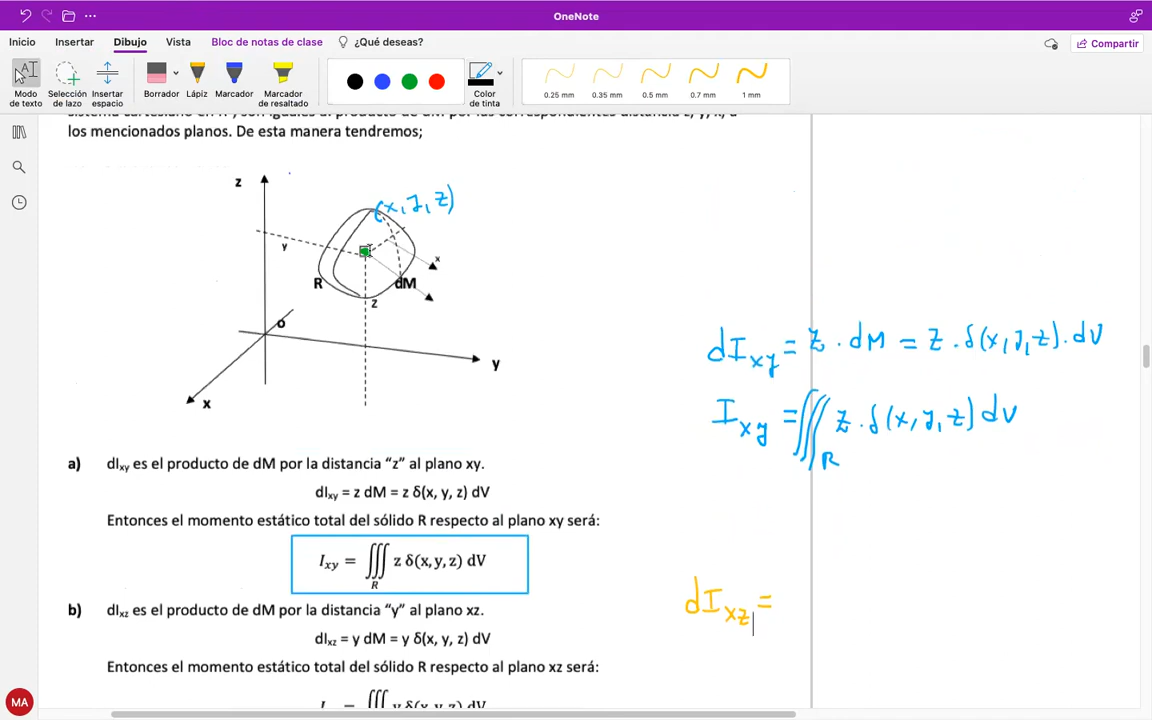 OneNote
Inicio Insertar Dibujo Vista Bloc de notas de clase ¿Qué deseas? Compartir
Modo de texto
Selección de lazo
Insertar espacio
Borrador
Lápiz
Marcador
Marcador de resaltado
Color de tinta
0.25 mm 0.35 mm 0.5 mm 0.7 mm 1 mm
los mencionados planos. De esta manera tendremos;
z
(x, y, z)
y
x
R
dM
z
O
y
x
dIxy = z . dM = z . δ(x, y, z). dV
Ixy = ∭R z . δ(x, y, z) dV
a) dIxy es el producto de dM por la distancia “z” al plano xy.
dIxy = z dM = z δ(x, y, z) dV
Entonces el momento estático total del sólido R respecto al plano xy será:
Ixy = ∭R z δ(x,y,z) dV
b) dIxz es el producto de dM por la distancia “y” al plano xz.
dIxz = y dM = y δ(x, y, z) dV
Entonces el momento estático total del sólido R respecto al plano xz será:
dIxz =
MA